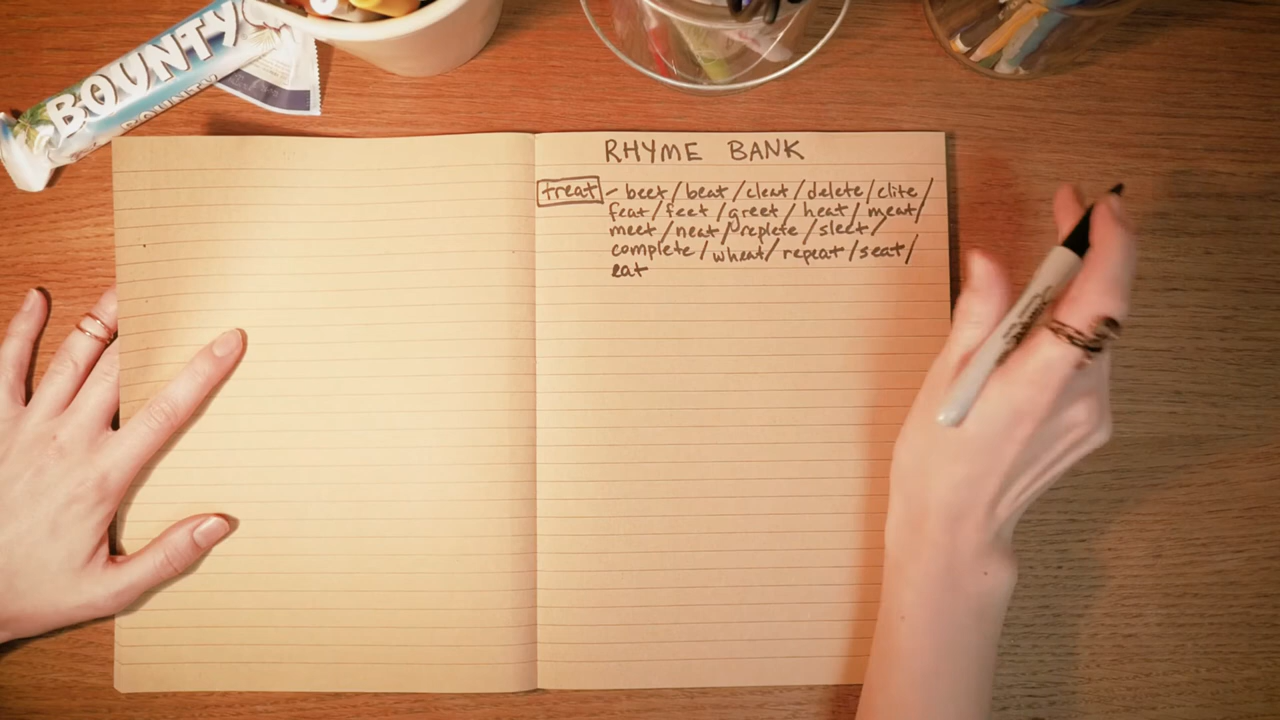 BOUNTY
BOUNTY
RHYME BANK
treat - beet / beat / cleat / delete / elite /
feat / feet / greet / heat / meat /
meet / neat / replete / sleet /
complete / wheat / repeat / seat /
eat